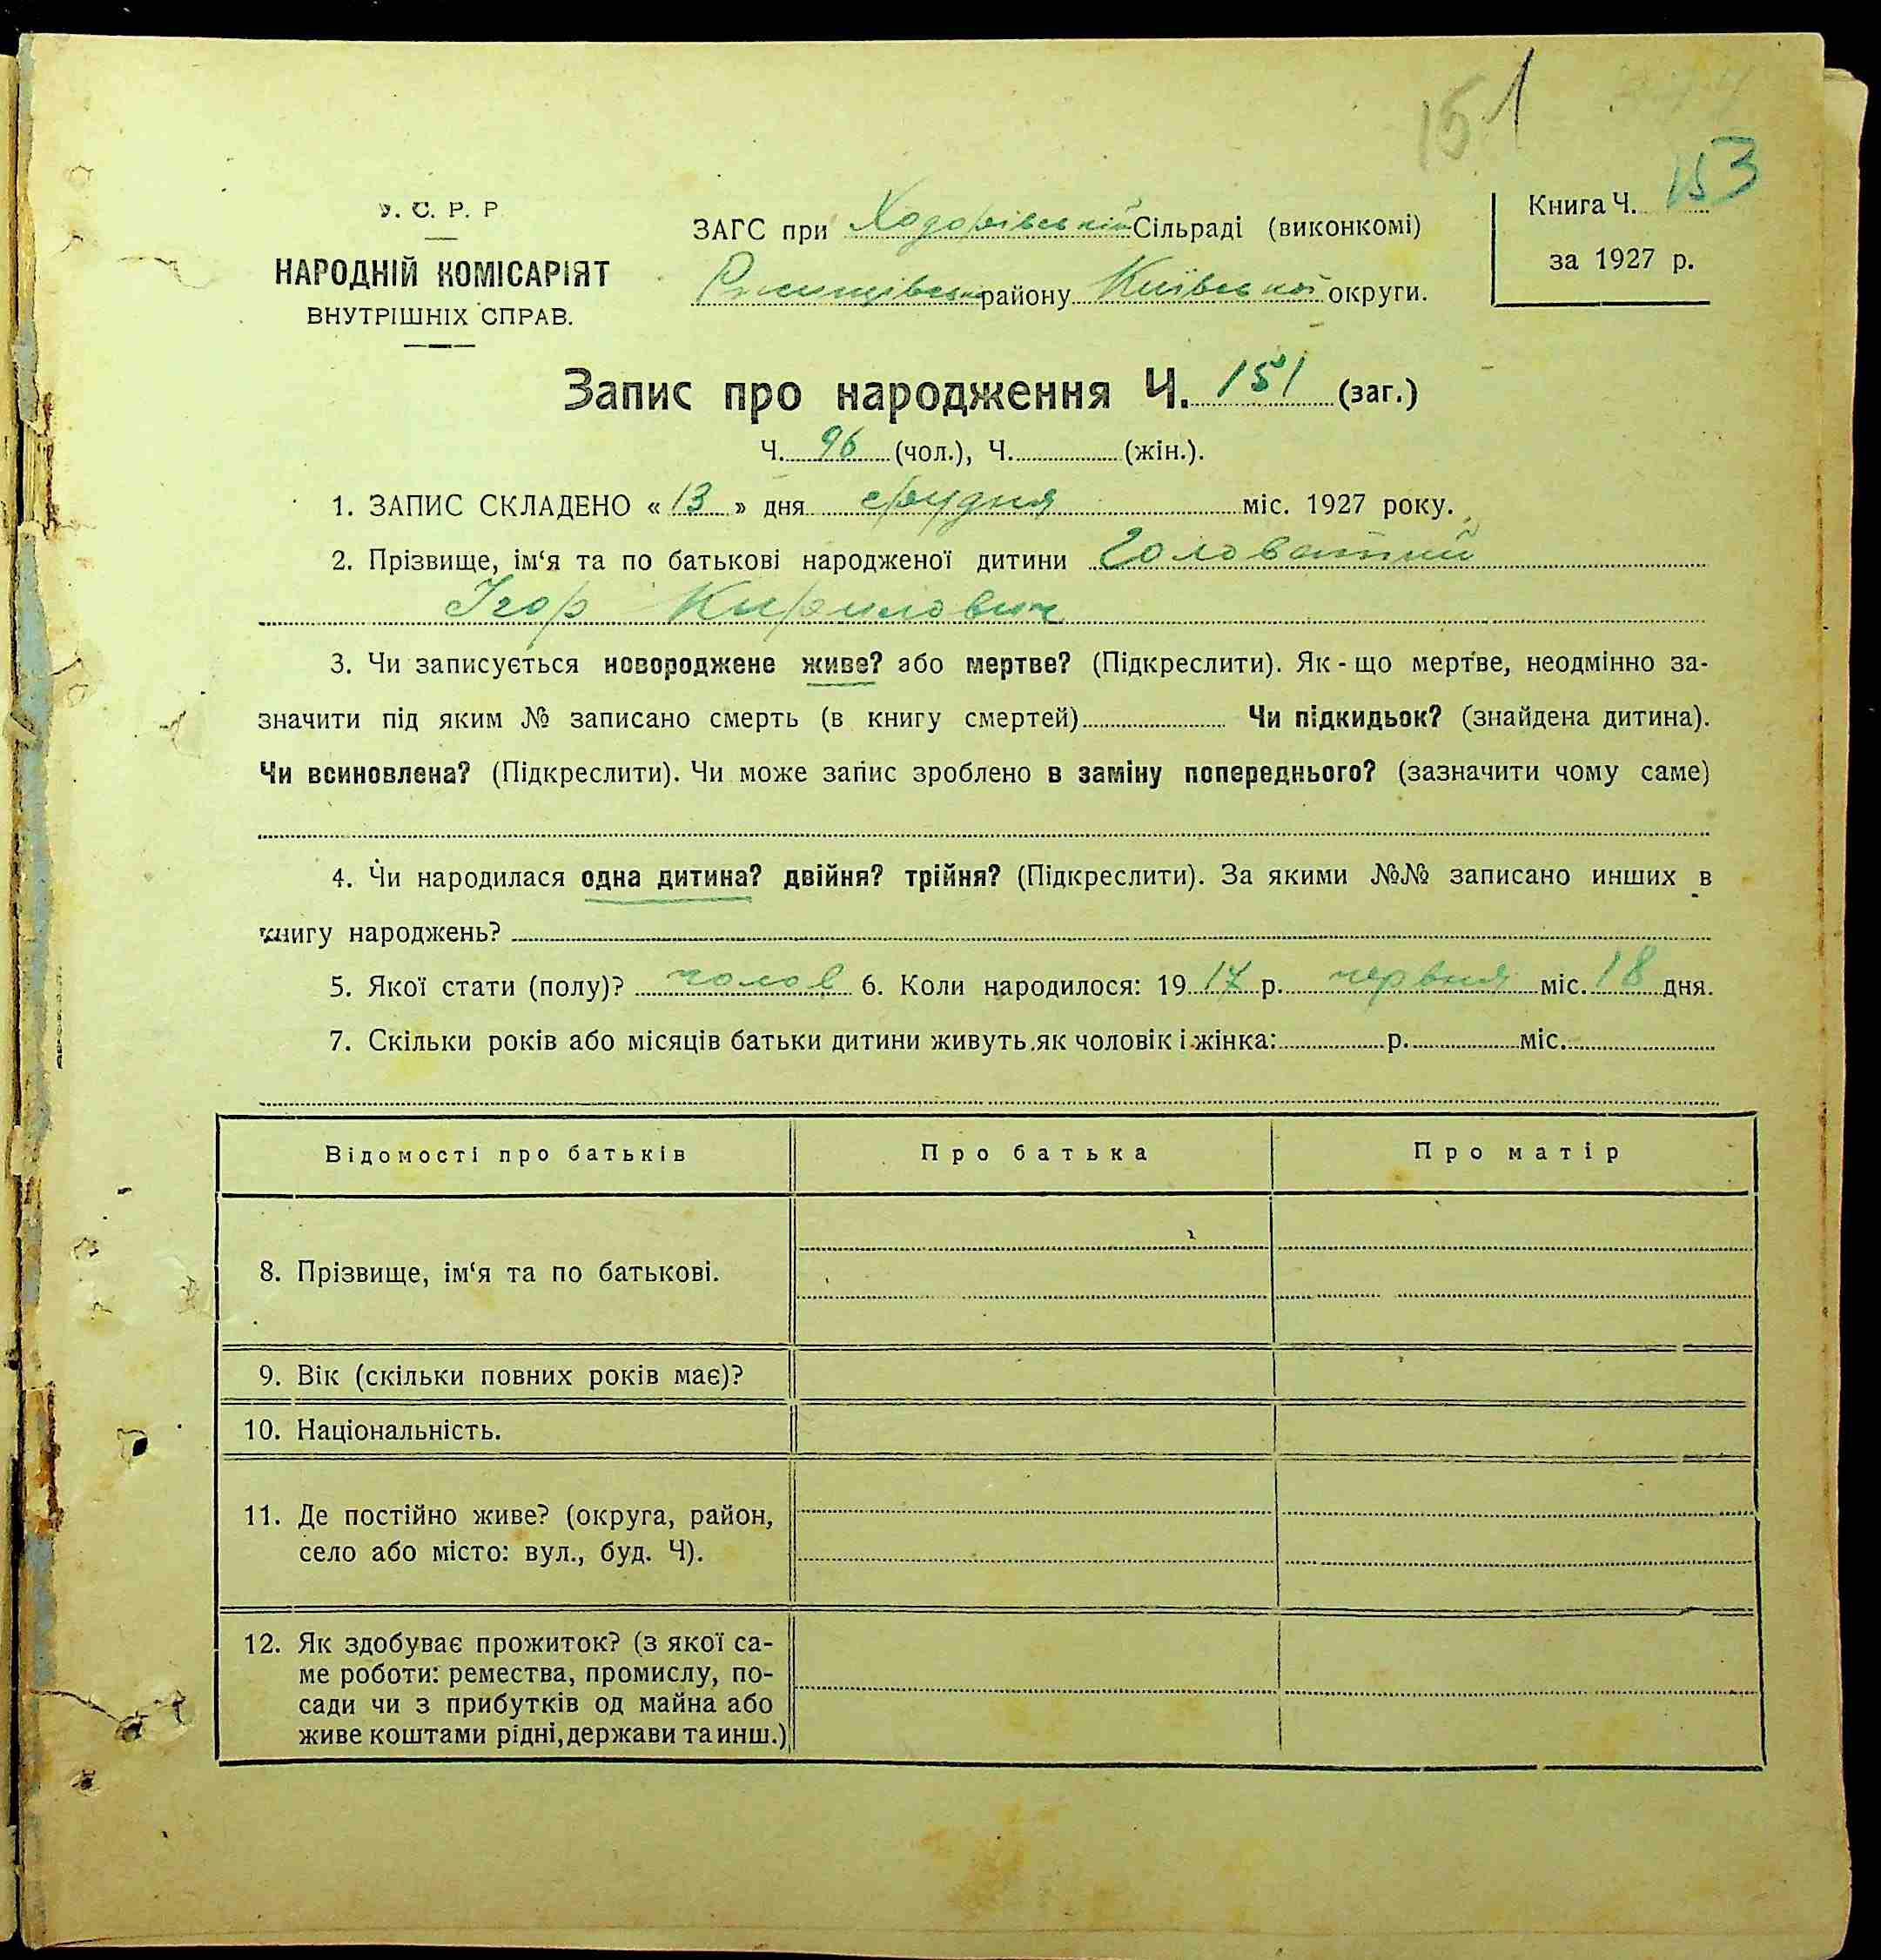 151
153
У. С. Р. Р
НАРОДНІЙ КОМІСАРІЯТ
ВНУТРІШНІХ СПРАВ.
ЗАГС при Ходорівській Сільраді (виконкомі)
району Київської округи.
Книга Ч.
за 1927 р.
Запис про народження Ч. 151 (заг.)
Ч. 96 (чол.), Ч. (жін.).
1. ЗАПИС СКЛАДЕНО « 13 » дня грудня міс. 1927 року.
2. Прізвище, ім‘я та по батькові народженої дитини Головатий
Ігор Кирилович
3. Чи записується новороджене живе? або мертве? (Підкреслити). Як-що мертве, неодмінно за-
значити під яким № записано смерть (в книгу смертей) Чи підкидьок? (знайдена дитина).
Чи всиновлена? (Підкреслити). Чи може запис зроблено в заміну попереднього? (зазначити чому саме)
4. Чи народилася одна дитина? двійня? трійня? (Підкреслити). За якими №№ записано инших в
книгу народжень?
5. Якої стати (полу)? чолов 6. Коли народилося: 19 17 р. червня міс. 18 дня.
7. Скільки років або місяців батьки дитини живуть як чоловік і жінка: р. міс.
Відомості про батьків Про батька Про матір
8. Прізвище, ім‘я та по батькові.
9. Вік (скільки повних років має)?
10. Національність.
11. Де постійно живе? (округа, район,
село або місто: вул., буд. Ч).
12. Як здобуває прожиток? (з якої са-
ме роботи: ремества, промислу, по-
сади чи з прибутків од майна або
живе коштами рідні, держави та инш.)